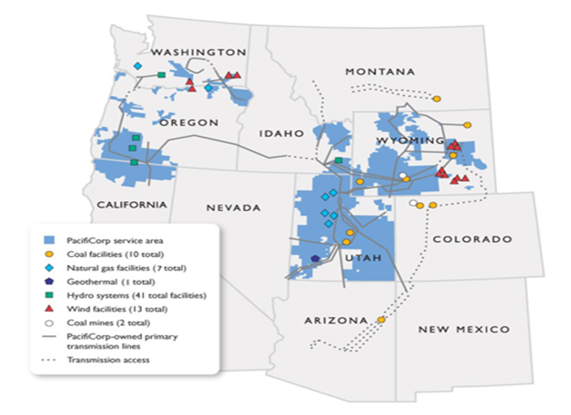 WASHINGTON
MONTANA
OREGON
IDAHO
WYOMING
CALIFORNIA
NEVADA
UTAH
COLORADO
ARIZONA
NEW MEXICO
PacifiCorp service area
Coal facilities (10 total)
Natural gas facilities (7 total)
Geothermal (1 total)
Hydro systems (41 total facilities)
Wind facilities (13 total)
Coal mines (2 total)
PacifiCorp-owned primary
transmission lines
Transmission access